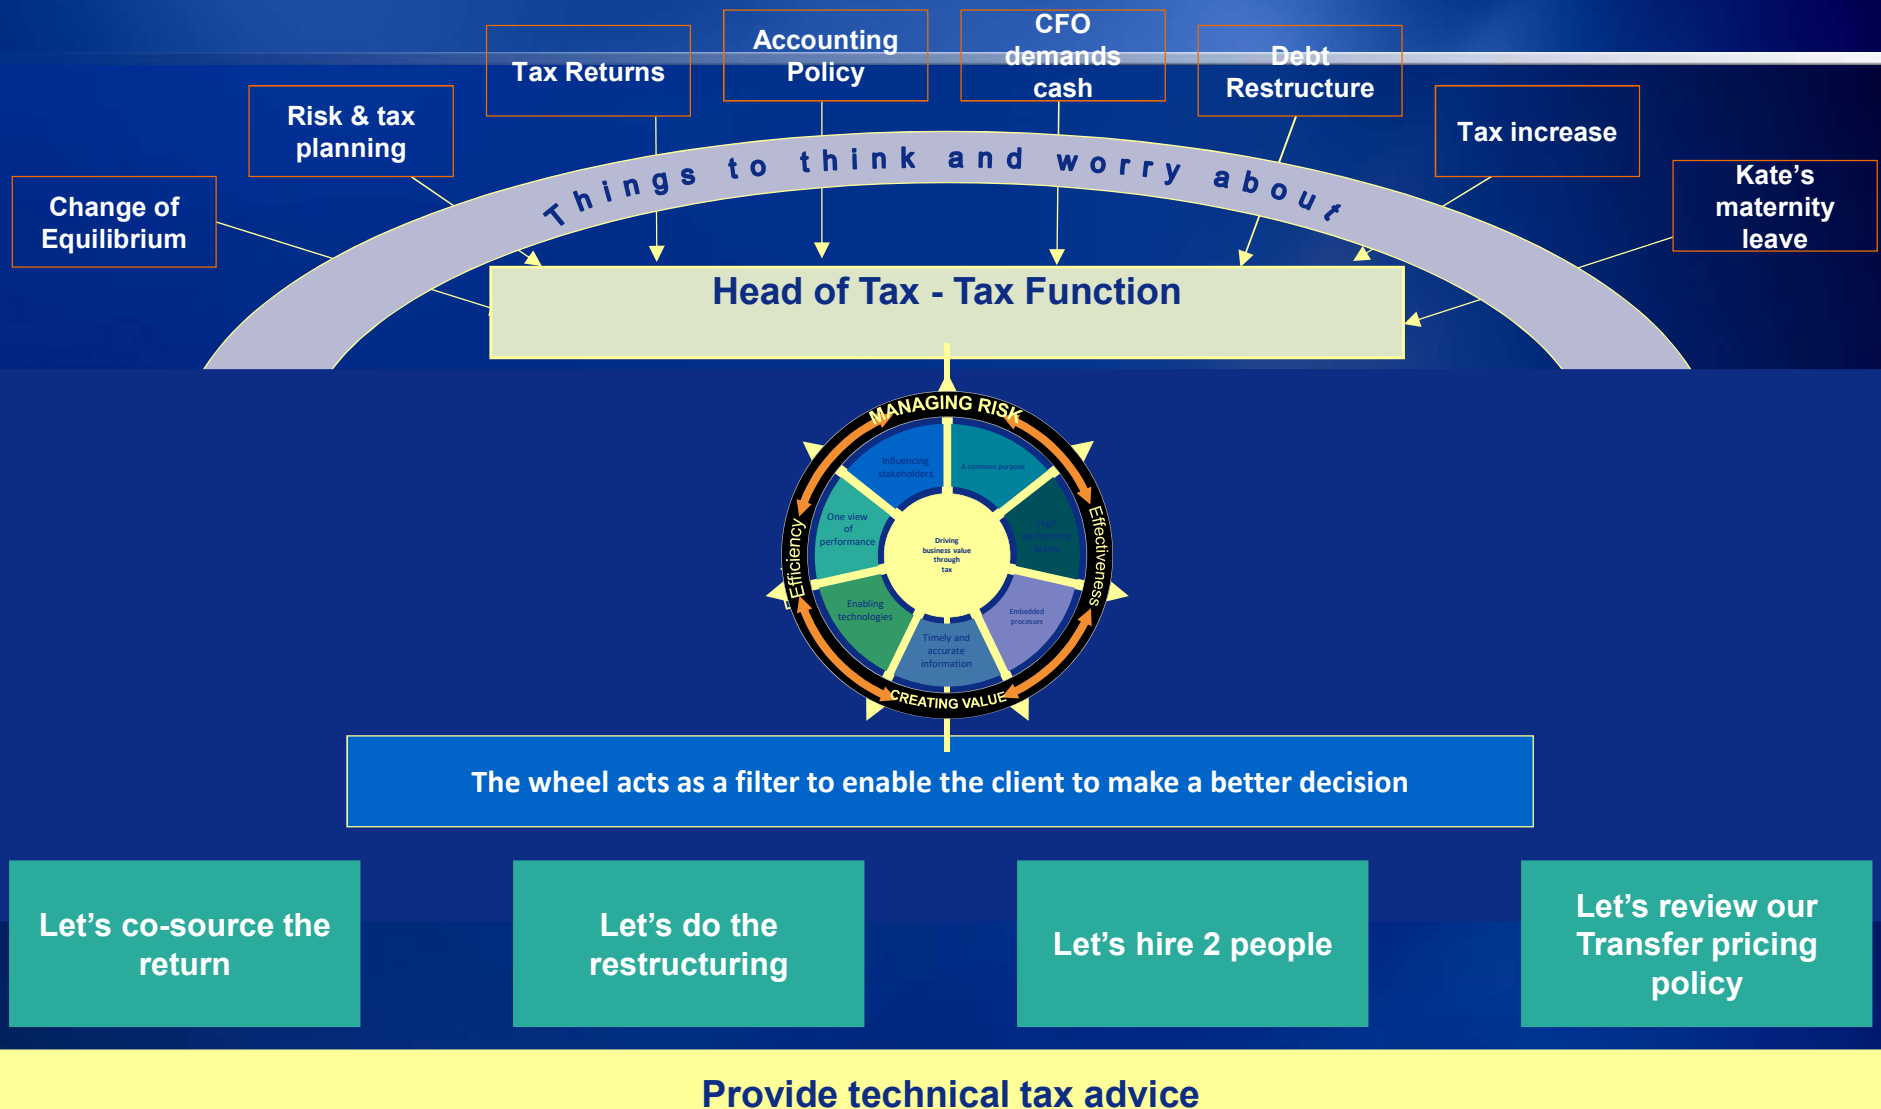 CFO
demands
cash
Accounting
Policy
Tax Returns
Debt
Restructure
Risk & tax
planning
Tax increase
Change of
Equilibrium
Kate’s
maternity
leave
Things to think and worry about
Head of Tax - Tax Function
MANAGING RISK
Influencing
stakeholders
A common purpose
One view
of
performance
High
performing
teams
Efficiency
Effectiveness
Driving
business value
through
tax
Enabling
technologies
Embedded
processes
Timely and
accurate
information
CREATING VALUE
The wheel acts as a filter to enable the client to make a better decision
Let’s co-source the
return
Let’s do the
restructuring
Let’s hire 2 people
Let’s review our
Transfer pricing
policy
Provide technical tax advice